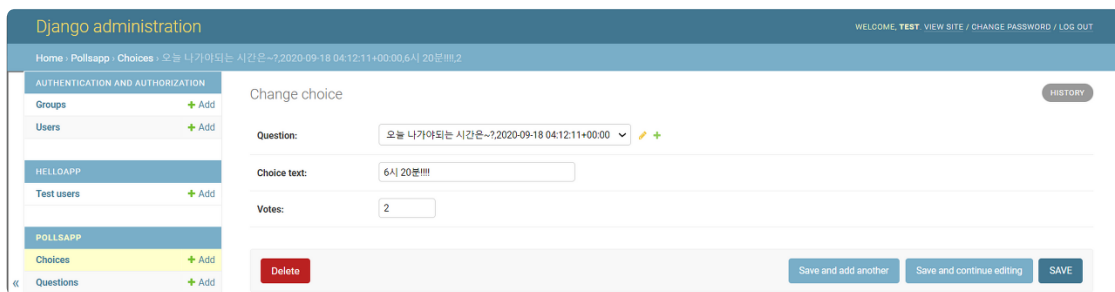 Django administration
WELCOME, TEST. VIEW SITE / CHANGE PASSWORD / LOG OUT
Home › Pollsapp › Choices › 오늘 나가야되는 시간은~?,2020-09-18 04:12:11+00:00,6시 20분!!!!,2
AUTHENTICATION AND AUTHORIZATION
Groups + Add
Users + Add
HELLOAPP
Test users + Add
POLLSAPP
Choices + Add
« Questions + Add
Change choice
HISTORY
Question: 오늘 나가야되는 시간은~?,2020-09-18 04:12:11+00:00
Choice text: 6시 20분!!!!
Votes: 2
Delete
Save and add another
Save and continue editing
SAVE